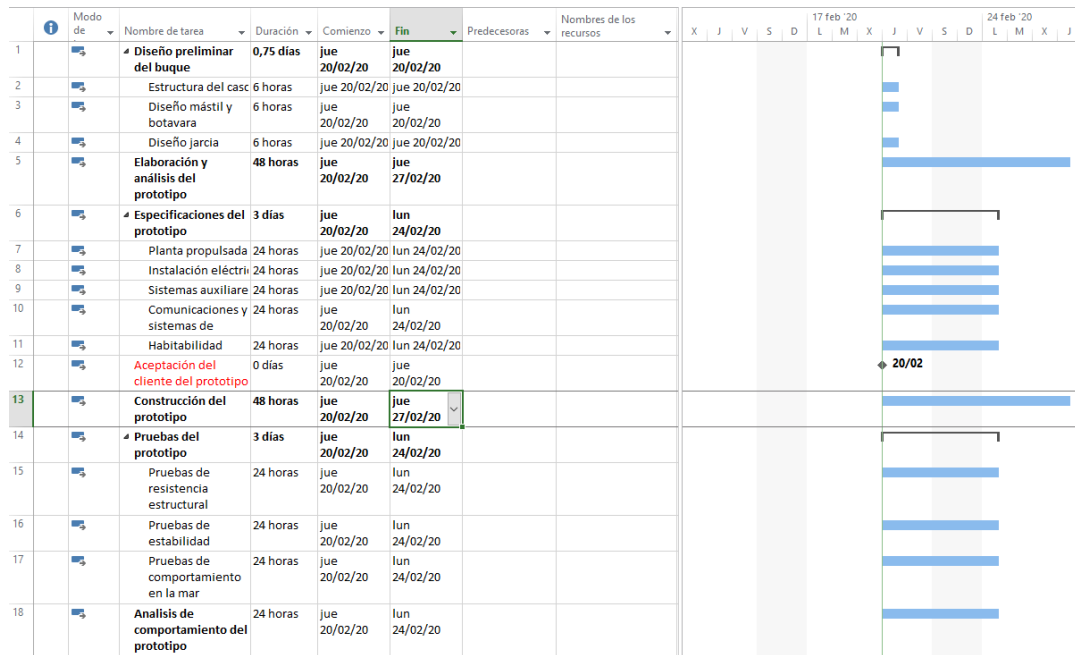 Modo de
Nombre de tarea
Duración
Comienzo
Fin
Predecesoras
Nombres de los recursos
17 feb '20
24 feb '20
X J V S D L M X J V S D L M X J
1 Diseño preliminar del buque 0,75 días jue 20/02/20 jue 20/02/20
2 Estructura del casc 6 horas jue 20/02/20 jue 20/02/20
3 Diseño mástil y botavara 6 horas jue 20/02/20 jue 20/02/20
4 Diseño jarcia 6 horas jue 20/02/20 jue 20/02/20
5 Elaboración y análisis del prototipo 48 horas jue 20/02/20 jue 27/02/20
6 Especificaciones del prototipo 3 días jue 20/02/20 lun 24/02/20
7 Planta propulsada 24 horas jue 20/02/20 lun 24/02/20
8 Instalación eléctri 24 horas jue 20/02/20 lun 24/02/20
9 Sistemas auxiliare 24 horas jue 20/02/20 lun 24/02/20
10 Comunicaciones y sistemas de 24 horas jue 20/02/20 lun 24/02/20
11 Habitabilidad 24 horas jue 20/02/20 lun 24/02/20
12 Aceptación del cliente del prototipo 0 días jue 20/02/20 jue 20/02/20
20/02
13 Construcción del prototipo 48 horas jue 20/02/20 jue 27/02/20
14 Pruebas del prototipo 3 días jue 20/02/20 lun 24/02/20
15 Pruebas de resistencia estructural 24 horas jue 20/02/20 lun 24/02/20
16 Pruebas de estabilidad 24 horas jue 20/02/20 lun 24/02/20
17 Pruebas de comportamiento en la mar 24 horas jue 20/02/20 lun 24/02/20
18 Analisis de comportamiento del prototipo 24 horas jue 20/02/20 lun 24/02/20